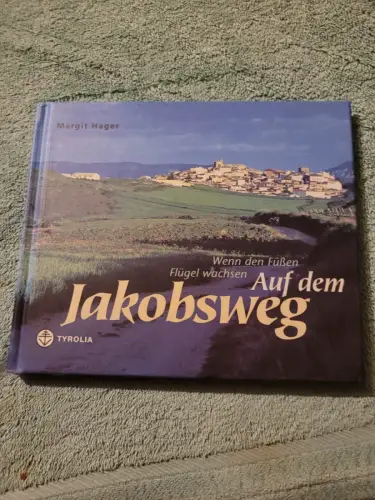 Margit Hager
Wenn den Füßen
Flügel wachsen
Auf dem
Jakobsweg
TYROLIA